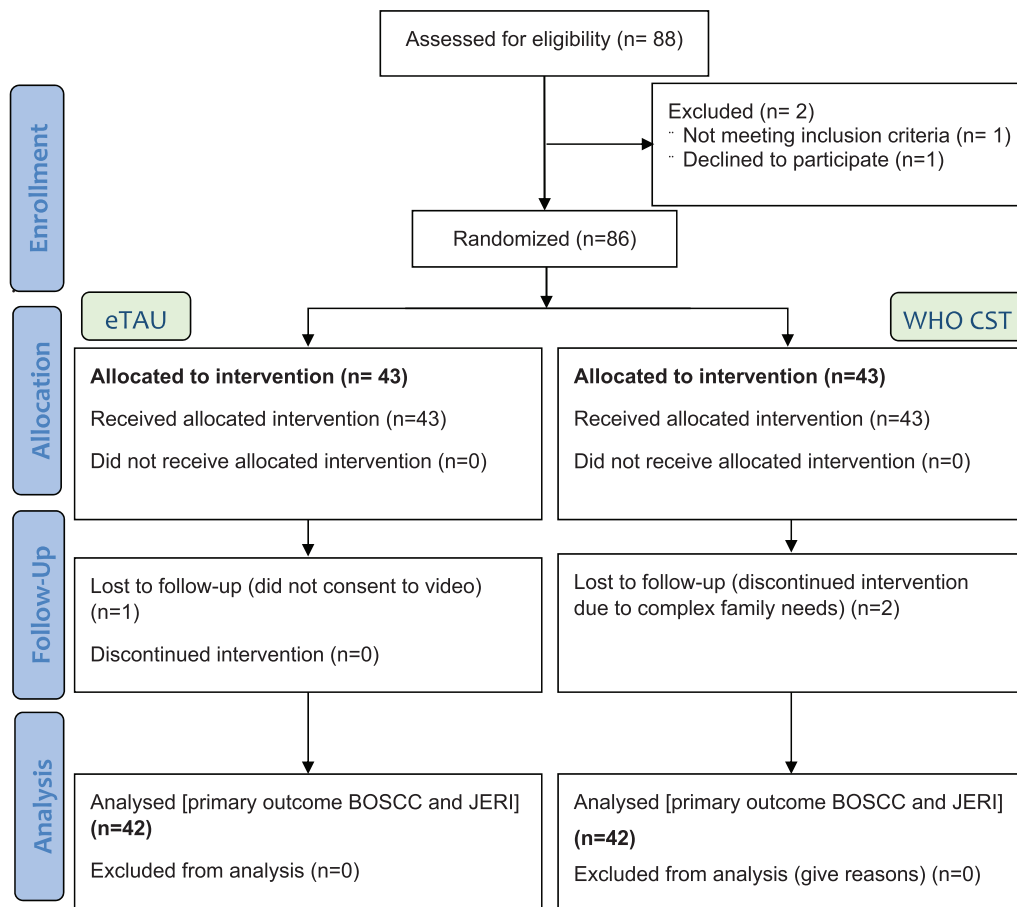 Assessed for eligibility (n= 88)
Excluded (n= 2)
¨ Not meeting inclusion criteria (n= 1)
¨ Declined to participate (n=1)
Enrollment
Randomized (n=86)
eTAU
WHO CST
Allocation
Allocated to intervention (n= 43)
Received allocated intervention (n=43)
Did not receive allocated intervention (n=0)
Allocated to intervention (n=43)
Received allocated intervention (n=43)
Did not receive allocated intervention (n=0)
Follow-Up
Lost to follow-up (did not consent to video)
(n=1)
Discontinued intervention (n=0)
Lost to follow-up (discontinued intervention
due to complex family needs) (n=2)
Analysis
Analysed [primary outcome BOSCC and JERI]
(n=42)
Excluded from analysis (n=0)
Analysed [primary outcome BOSCC and JERI]
(n=42)
Excluded from analysis (give reasons) (n=0)